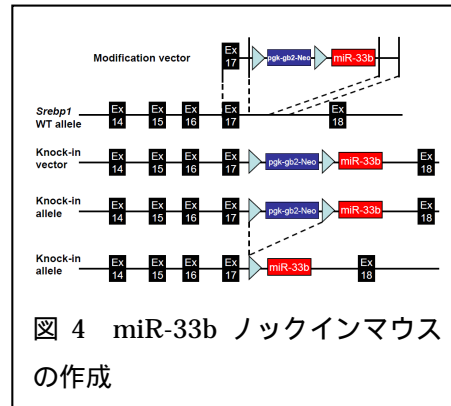 Modification vector
Ex 17 pgk-gb2-Neo miR-33b
Srebp1
WT allele
Ex 14 Ex 15 Ex 16 Ex 17 Ex 18
Knock-in
vector
Ex 14 Ex 15 Ex 16 Ex 17 pgk-gb2-Neo miR-33b Ex 18
Knock-in
allele
Ex 14 Ex 15 Ex 16 Ex 17 pgk-gb2-Neo miR-33b Ex 18
Knock-in
allele
Ex 14 Ex 15 Ex 16 Ex 17 miR-33b Ex 18
図 4 miR-33b ノックインマウス
の作成